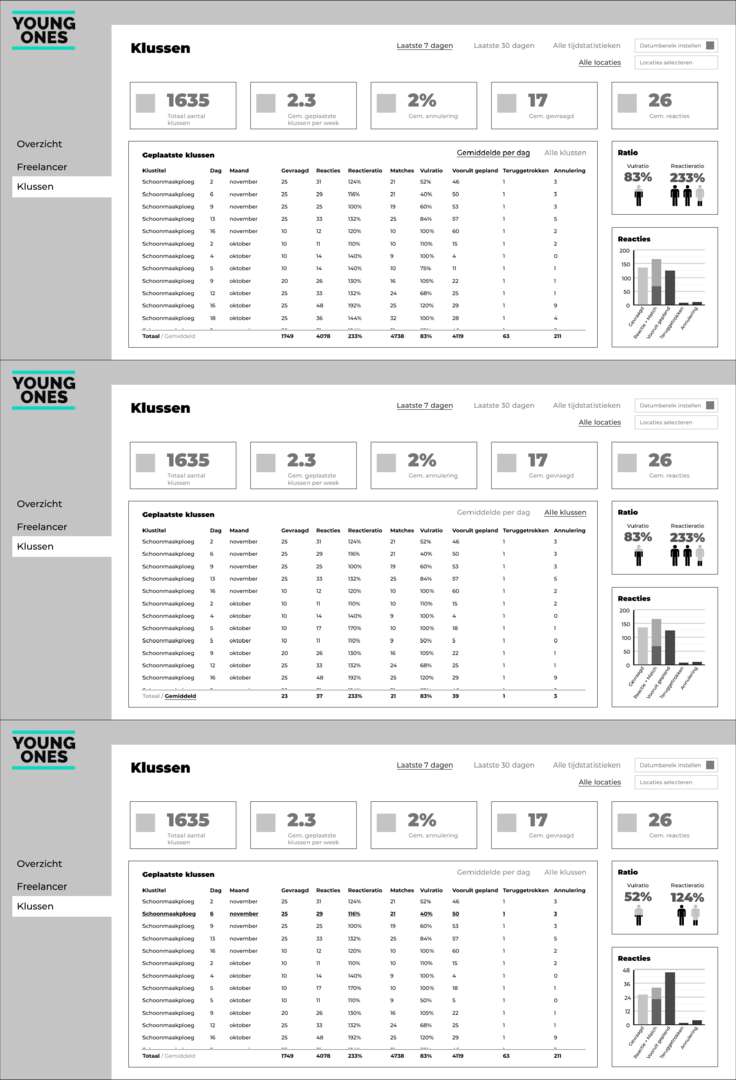 YOUNG
ONES
Klussen
Laatste 7 dagen Laatste 30 dagen Alle tijdstatistieken Datumbereik instellen
Alle locaties Locaties selecteren
1635 2.3 2% 17 26
Totaal aantal klussen Gem. geplaatste klussen per week Gem. annulering Gem. gevraagd Gem. reacties
Overzicht
Freelancer
Klussen
Geplaatste klussen Gemiddelde per dag Alle klussen
Klustitel Dag Maand Gevraagd Reacties Reactieratio Matches Vulratio Vooruit gepland Teruggetrokken Annulering
Schoonmaakploeg 2 november 25 31 124% 21 52% 46 1 3
Schoonmaakploeg 6 november 25 29 116% 21 40% 50 1 3
Schoonmaakploeg 9 november 25 25 100% 19 60% 53 1 3
Schoonmaakploeg 13 november 25 33 132% 25 84% 57 1 5
Schoonmaakploeg 16 november 10 12 120% 10 100% 60 1 2
Schoonmaakploeg 2 oktober 10 11 110% 10 110% 15 1 2
Schoonmaakploeg 4 oktober 10 14 140% 9 100% 4 1 0
Schoonmaakploeg 5 oktober 10 14 140% 10 75% 11 1 1
Schoonmaakploeg 9 oktober 20 26 130% 16 105% 22 1 1
Schoonmaakploeg 12 oktober 25 33 132% 24 68% 25 1 1
Schoonmaakploeg 16 oktober 25 48 192% 25 120% 29 1 9
Schoonmaakploeg 18 oktober 25 36 144% 32 100% 28 1 4
Totaal / Gemiddeld 1749 4078 233% 4738 83% 4119 63 211
Ratio
Vulratio Reactieratio
83% 233%
Reacties
200
150
100
50
0
Gevraagd Reactie + Match Vooruit gepland Teruggetrokken Annulering
YOUNG
ONES
Klussen
Laatste 7 dagen Laatste 30 dagen Alle tijdstatistieken Datumbereik instellen
Alle locaties Locaties selecteren
1635 2.3 2% 17 26
Totaal aantal klussen Gem. geplaatste klussen per week Gem. annulering Gem. gevraagd Gem. reacties
Overzicht
Freelancer
Klussen
Geplaatste klussen Gemiddelde per dag Alle klussen
Klustitel Dag Maand Gevraagd Reacties Reactieratio Matches Vulratio Vooruit gepland Teruggetrokken Annulering
Schoonmaakploeg 2 november 25 31 124% 21 52% 46 1 3
Schoonmaakploeg 6 november 25 29 116% 21 40% 50 1 3
Schoonmaakploeg 9 november 25 25 100% 19 60% 53 1 3
Schoonmaakploeg 13 november 25 33 132% 25 84% 57 1 5
Schoonmaakploeg 16 november 10 12 120% 10 100% 60 1 2
Schoonmaakploeg 2 oktober 10 11 110% 10 110% 15 1 2
Schoonmaakploeg 4 oktober 10 14 140% 9 100% 4 1 0
Schoonmaakploeg 5 oktober 10 17 170% 10 100% 18 1 1
Schoonmaakploeg 5 oktober 10 11 110% 9 50% 5 1 0
Schoonmaakploeg 9 oktober 20 26 130% 16 105% 22 1 1
Schoonmaakploeg 12 oktober 25 33 132% 24 68% 25 1 1
Schoonmaakploeg 16 oktober 25 48 192% 25 120% 29 1 9
Totaal / Gemiddeld 23 37 233% 21 83% 39 1 3
Ratio
Vulratio Reactieratio
83% 233%
Reacties
200
150
100
50
0
Gevraagd Reactie + Match Vooruit gepland Teruggetrokken Annulering
YOUNG
ONES
Klussen
Laatste 7 dagen Laatste 30 dagen Alle tijdstatistieken Datumbereik instellen
Alle locaties Locaties selecteren
1635 2.3 2% 17 26
Totaal aantal klussen Gem. geplaatste klussen per week Gem. annulering Gem. gevraagd Gem. reacties
Overzicht
Freelancer
Klussen
Geplaatste klussen Gemiddelde per dag Alle klussen
Klustitel Dag Maand Gevraagd Reacties Reactieratio Matches Vulratio Vooruit gepland Teruggetrokken Annulering
Schoonmaakploeg 2 november 25 31 124% 21 52% 46 1 3
Schoonmaakploeg 6 november 25 29 116% 21 40% 50 1 3
Schoonmaakploeg 9 november 25 25 100% 19 60% 53 1 3
Schoonmaakploeg 13 november 25 33 132% 25 84% 57 1 5
Schoonmaakploeg 16 november 10 12 120% 10 100% 60 1 2
Schoonmaakploeg 2 oktober 10 11 110% 10 110% 15 1 2
Schoonmaakploeg 4 oktober 10 14 140% 9 100% 4 1 0
Schoonmaakploeg 5 oktober 10 17 170% 10 100% 18 1 1
Schoonmaakploeg 5 oktober 10 11 110% 9 50% 5 1 0
Schoonmaakploeg 9 oktober 20 26 130% 16 105% 22 1 1
Schoonmaakploeg 12 oktober 25 33 132% 24 68% 25 1 1
Schoonmaakploeg 16 oktober 25 48 192% 25 120% 29 1 9
Totaal / Gemiddeld 1749 4078 233% 4738 83% 4119 63 211
Ratio
Vulratio Reactieratio
52% 124%
Reacties
48
36
24
12
0
Gevraagd Reactie + Match Vooruit gepland Teruggetrokken Annulering